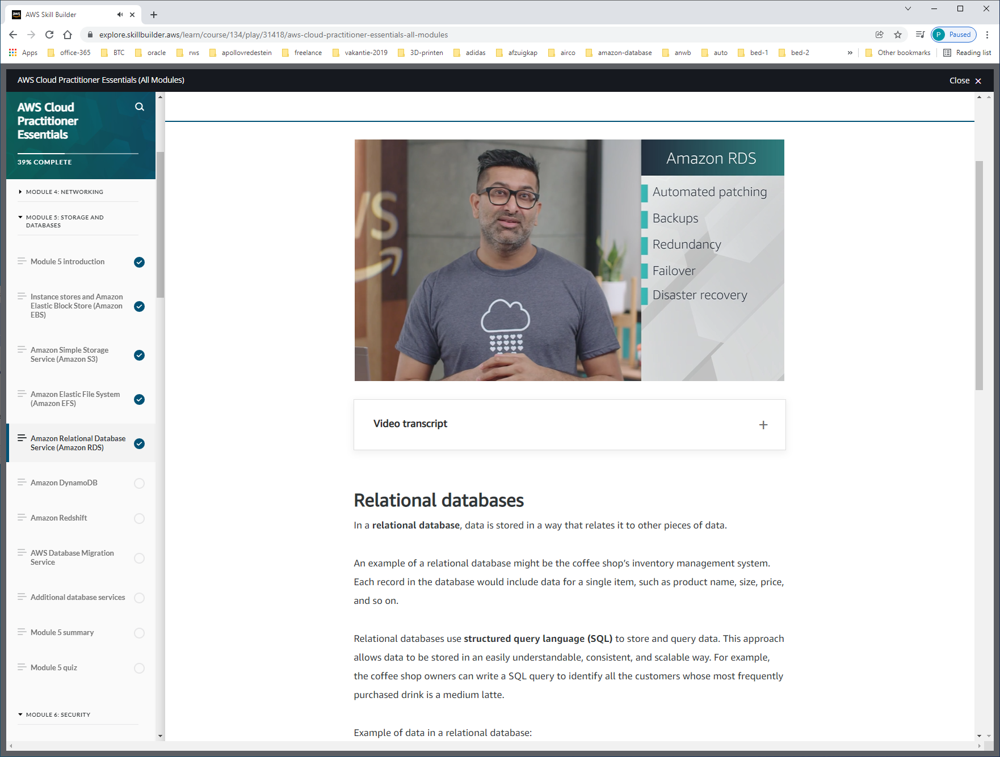 AWS Skill Builder
explore.skillbuilder.aws/learn/course/134/play/31418/aws-cloud-practitioner-essentials-all-modules
P Paused
Apps office-365 BTC oracle rws apollovredestein freelance vakantie-2019 3D-printen adidas afzuigkap airco amazon-database anwb auto bed-1 bed-2 » Other bookmarks Reading list
AWS Cloud Practitioner Essentials (All Modules)
Close
AWS Cloud
Practitioner
Essentials
39% COMPLETE
MODULE 4: NETWORKING
MODULE 5: STORAGE AND
DATABASES
Module 5 introduction
Instance stores and Amazon
Elastic Block Store (Amazon
EBS)
Amazon Simple Storage
Service (Amazon S3)
Amazon Elastic File System
(Amazon EFS)
Amazon Relational Database
Service (Amazon RDS)
Amazon DynamoDB
Amazon Redshift
AWS Database Migration
Service
Additional database services
Module 5 summary
Module 5 quiz
MODULE 6: SECURITY
ws
Amazon RDS
Automated patching
Backups
Redundancy
Failover
Disaster recovery
Video transcript
Relational databases
In a relational database, data is stored in a way that relates it to other pieces of data.
An example of a relational database might be the coffee shop’s inventory management system.
Each record in the database would include data for a single item, such as product name, size, price,
and so on.
Relational databases use structured query language (SQL) to store and query data. This approach
allows data to be stored in an easily understandable, consistent, and scalable way. For example,
the coffee shop owners can write a SQL query to identify all the customers whose most frequently
purchased drink is a medium latte.
Example of data in a relational database: